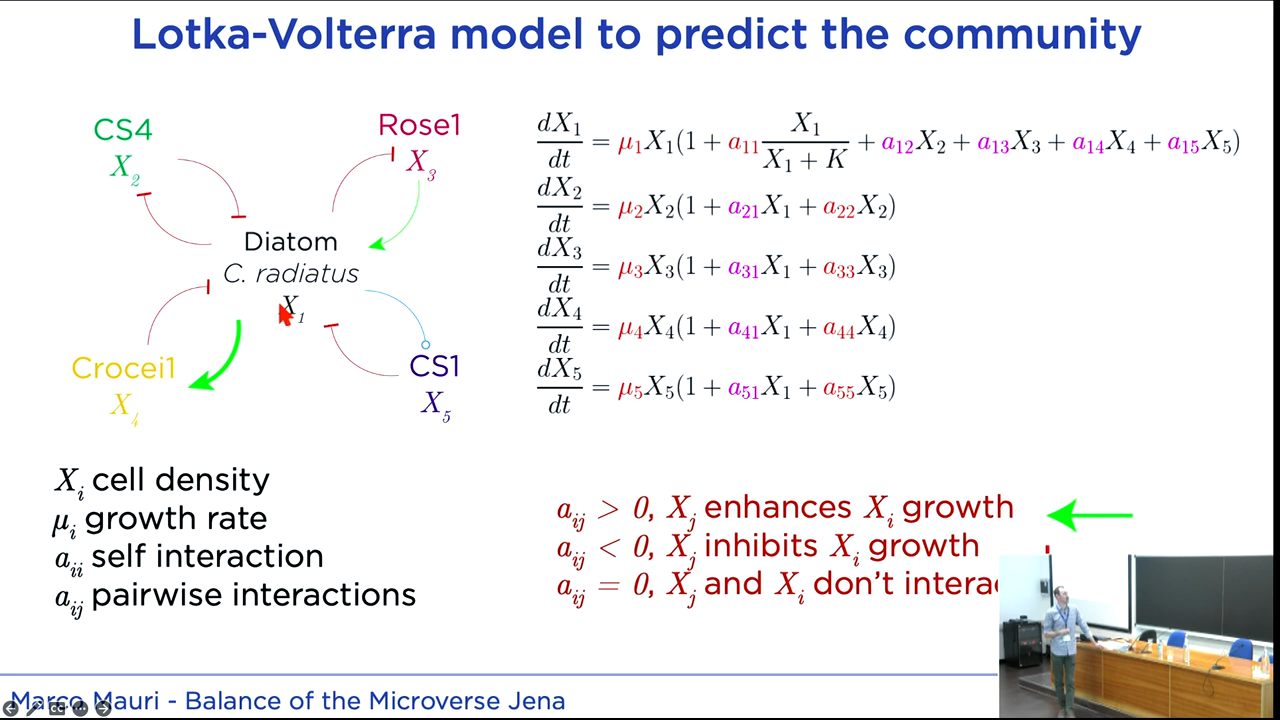 Lotka-Volterra model to predict the community
CS4
X₂
Rose1
X₃
Diatom
C. radiatus
X₁
Crocei1
X₄
CS1
X₅
dX₁/dt = μ₁X₁(1 + a₁₁ X₁/(X₁ + K) + a₁₂X₂ + a₁₃X₃ + a₁₄X₄ + a₁₅X₅)
dX₂/dt = μ₂X₂(1 + a₂₁X₁ + a₂₂X₂)
dX₃/dt = μ₃X₃(1 + a₃₁X₁ + a₃₃X₃)
dX₄/dt = μ₄X₄(1 + a₄₁X₁ + a₄₄X₄)
dX₅/dt = μ₅X₅(1 + a₅₁X₁ + a₅₅X₅)
Xᵢ cell density
μᵢ growth rate
aᵢᵢ self interaction
aᵢⱼ pairwise interactions
aᵢⱼ > 0, Xⱼ enhances Xᵢ growth
aᵢⱼ < 0, Xⱼ inhibits Xᵢ growth
aᵢⱼ = 0, Xⱼ and Xᵢ don't
Marco Mauri - Balance of the Microverse Jena